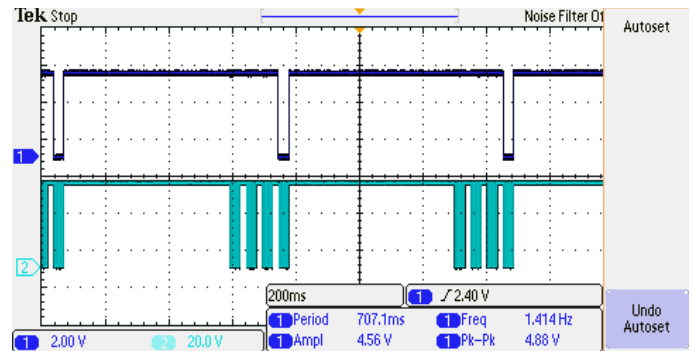 Tek Stop Noise Filter Of
Autoset
1
2
200ms 1 2.40 V
1 Period 707.1ms 1 Freq 1.414 Hz
1 Ampl 4.56 V 1 Pk-Pk 4.88 V
1 2.00 V 2 20.0 V
Undo
Autoset